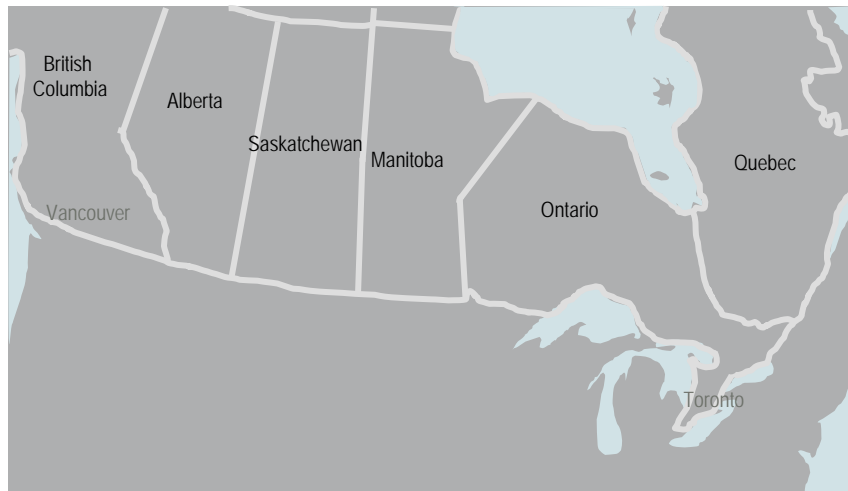 British
Columbia
Alberta
Saskatchewan
Manitoba
Quebec
Ontario
Vancouver
Toronto